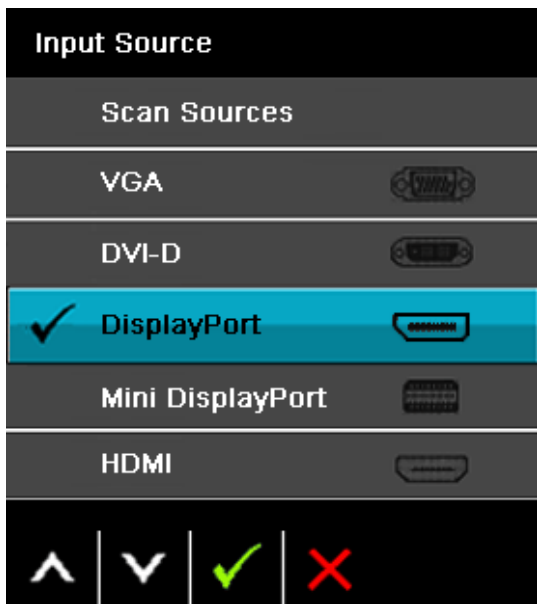 Input Source
Scan Sources
VGA
DVI-D
DisplayPort
Mini DisplayPort
HDMI